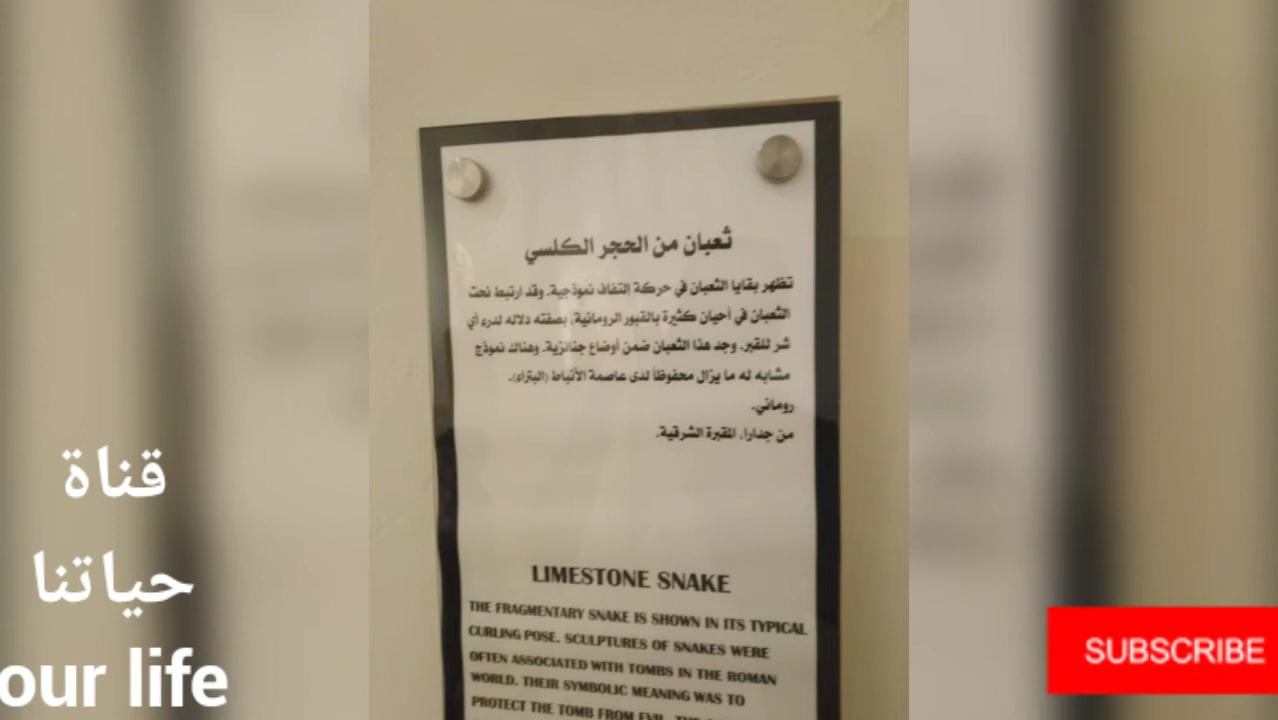 ثعبان من الحجر الكلسي
تظهر بقايا الثعبان في حركة إلتفاف نموذجية. وقد ارتبط نحت
الثعبان في أحيان كثيرة بالقبور الرومانية، بصفته دلاله لدرء أي
شر للقبر. وجد هذا الثعبان ضمن أوضاع جنائزية. وهناك نموذج
مشابه له ما يزال محفوظاً لدى عاصمة الأنباط (البتراء).
روماني.
من جدارا، المقبرة الشرقية.
LIMESTONE SNAKE
THE FRAGMENTARY SNAKE IS SHOWN IN ITS TYPICAL
CURLING POSE. SCULPTURES OF SNAKES WERE
OFTEN ASSOCIATED WITH TOMBS IN THE ROMAN
WORLD. THEIR SYMBOLIC MEANING WAS TO
PROTECT THE TOMB FROM EVIL. THE
قناة
حياتنا
our life
SUBSCRIBE